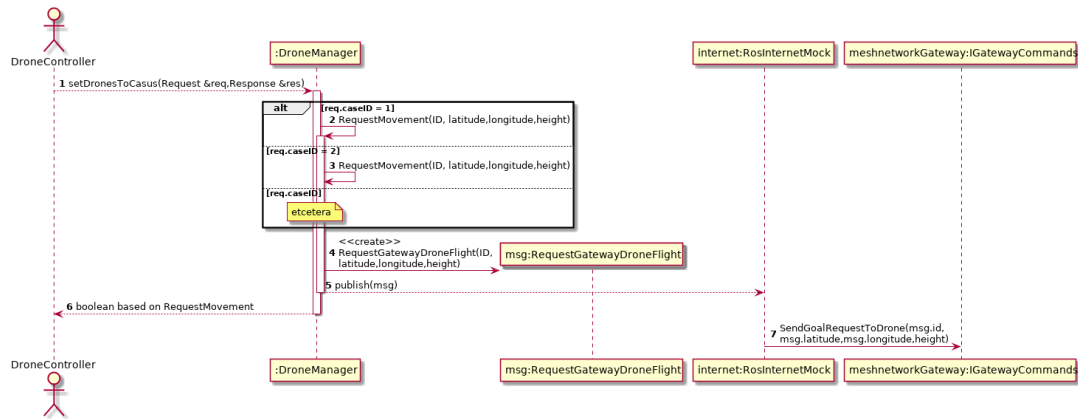 DroneController
:DroneManager
internet:RosInternetMock
meshnetworkGateway:IGatewayCommands
1 setDronesToCasus(Request &req,Response &res)
alt [req.caseID = 1]
2 RequestMovement(ID, latitude,longitude,height)
[req.caseID = 2]
3 RequestMovement(ID, latitude,longitude,height)
[req.caseID]
etcetera
<<create>>
4 RequestGatewayDroneFlight(ID,
latitude,longitude,height)
msg:RequestGatewayDroneFlight
5 publish(msg)
6 boolean based on RequestMovement
7 SendGoalRequestToDrone(msg.id,
msg.latitude,msg.longitude,height)
DroneController
:DroneManager
msg:RequestGatewayDroneFlight
internet:RosInternetMock
meshnetworkGateway:IGatewayCommands